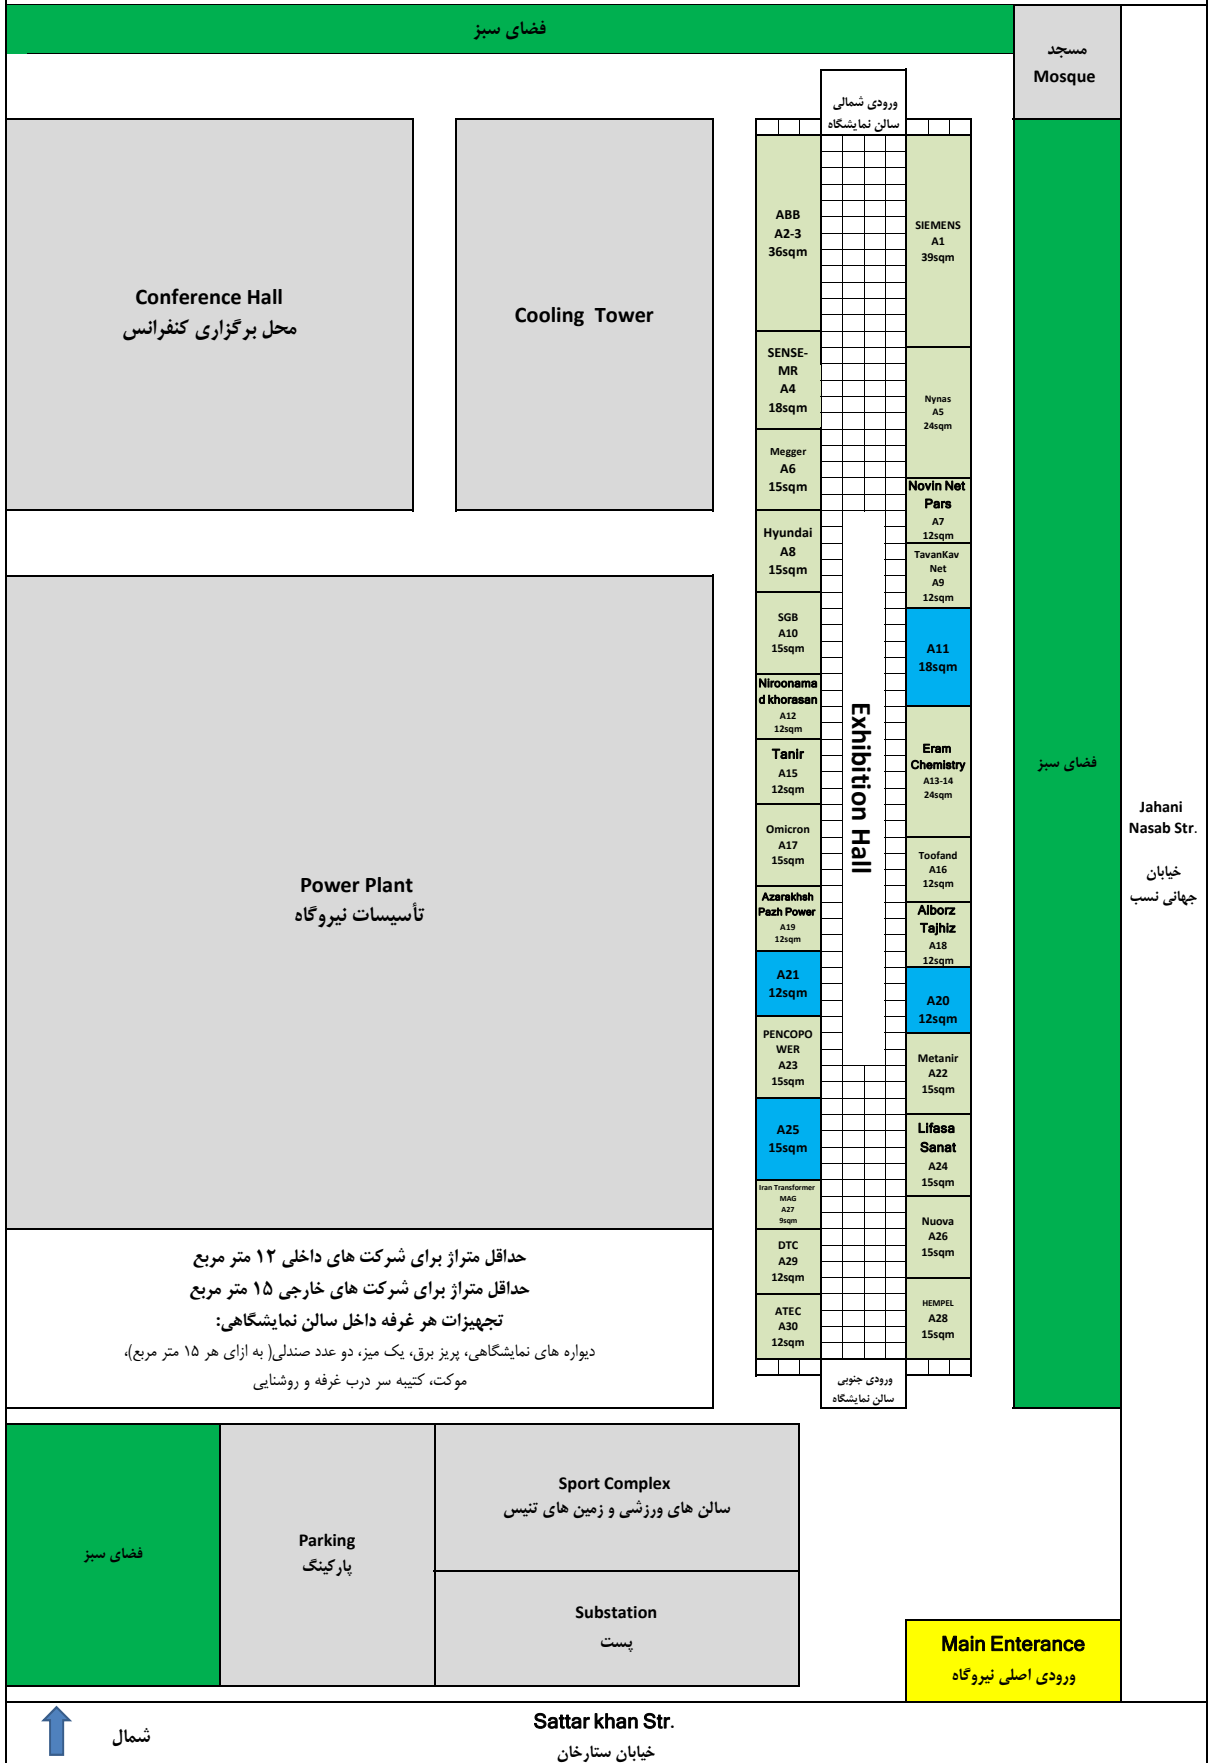 فضای سبز
مسجد
Mosque
ورودی شمالی
سالن نمایشگاه
Conference Hall
محل برگزاری کنفرانس
Cooling Tower
ABB
A2-3
36sqm
SENSE-
MR
A4
18sqm
Megger
A6
15sqm
Hyundai
A8
15sqm
SGB
A10
15sqm
Niroonama
d khorasan
A12
12sqm
Tanir
A15
12sqm
Omicron
A17
15sqm
Azarakhsh
Pazh Power
A19
12sqm
A21
12sqm
PENCOPO
WER
A23
15sqm
A25
15sqm
Iran Transformer
MAG
A27
9sqm
DTC
A29
12sqm
ATEC
A30
12sqm
Exhibition Hall
SIEMENS
A1
39sqm
Nynas
A5
24sqm
Novin Net
Pars
A7
12sqm
TavanKav
Net
A9
12sqm
A11
18sqm
Eram
Chemistry
A13-14
24sqm
Toofand
A16
12sqm
Alborz
Tajhiz
A18
12sqm
A20
12sqm
Metanir
A22
15sqm
Lifasa
Sanat
A24
15sqm
Nuova
A26
15sqm
HEMPEL
A28
15sqm
ورودی جنوبی
سالن نمایشگاه
فضای سبز
Jahani
Nasab Str.
خیابان
جهانی نسب
Power Plant
تأسیسات نیروگاه
حداقل متراژ برای شرکت های داخلی ۱۲ متر مربع
حداقل متراژ برای شرکت های خارجی ۱۵ متر مربع
تجهیزات هر غرفه داخل سالن نمایشگاهی:
دیواره های نمایشگاهی، پریز برق، یک میز، دو عدد صندلی( به ازای هر ۱۵ متر مربع)،
موکت، کتیبه سر درب غرفه و روشنایی
فضای سبز
Parking
پارکینگ
Sport Complex
سالن های ورزشی و زمین های تنیس
Substation
پست
Main Enterance
ورودی اصلی نیروگاه
شمال
Sattar khan Str.
خیابان ستارخان